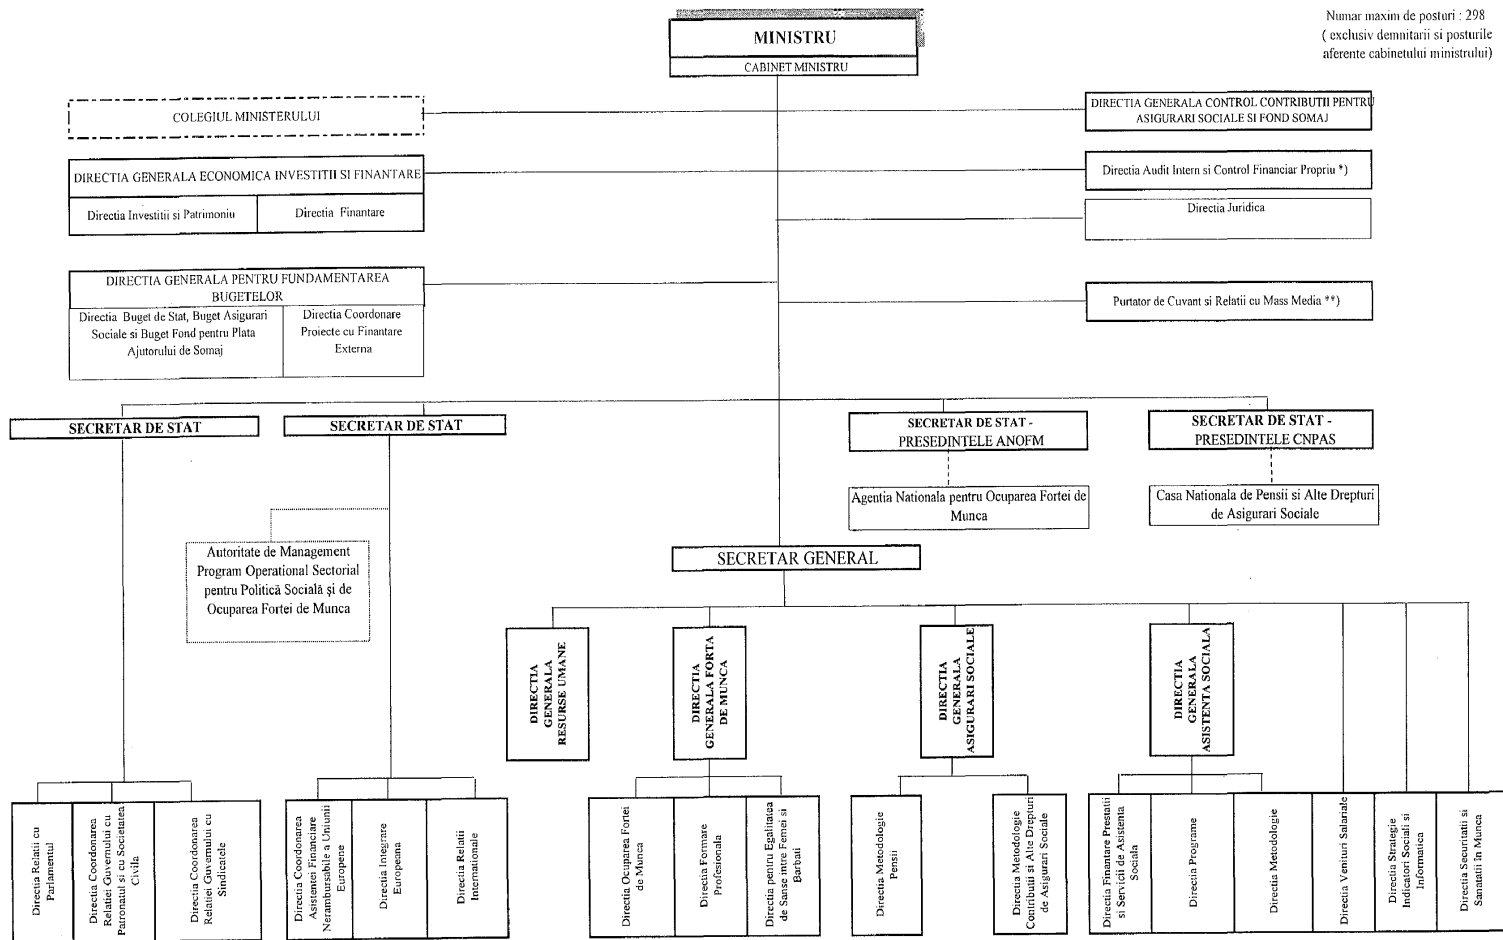 Numar maxim de posturi : 298
( exclusiv demnitarii si posturile
aferente cabinetului ministrului)
MINISTRU
CABINET MINISTRU
COLEGIUL MINISTERULUI
DIRECTIA GENERALA CONTROL CONTRIBUTII PENTRU
ASIGURARI SOCIALE SI FOND SOMAJ
DIRECTIA GENERALA ECONOMICA INVESTITII SI FINANTARE
Directia Investitii si Patrimoniu
Directia Finantare
Directia Audit Intern si Control Financiar Propriu *)
Directia Juridica
DIRECTIA GENERALA PENTRU FUNDAMENTAREA
BUGETELOR
Directia Buget de Stat, Buget Asigurari
Sociale si Buget Fond pentru Plata
Ajutorului de Somaj
Directia Coordonare
Proiecte cu Finantare
Externa
Purtator de Cuvant si Relatii cu Mass Media **)
SECRETAR DE STAT
SECRETAR DE STAT
SECRETAR DE STAT -
PRESEDINTELE ANOFM
SECRETAR DE STAT -
PRESEDINTELE CNPAS
Agentia Nationala pentru Ocuparea Fortei de
Munca
Casa Nationala de Pensii si Alte Drepturi
de Asigurari Sociale
Autoritate de Management
Program Operational Sectorial
pentru Politică Socială şi de
Ocuparea Fortei de Munca
SECRETAR GENERAL
DIRECTIA
GENERALA
RESURSE UMANE
DIRECTIA
GENERALA FORTA
DE MUNCA
DIRECTIA
GENERALA
ASIGURARI SOCIALE
DIRECTIA
GENERALA
ASISTENTA SOCIALA
Directia Relatii cu
Parlamentul
Directia Coordonarea
Relatiei Guvernului cu
Patronatul si cu Societatea
Civila
Directia Coordonarea
Relatiei Guvernului cu
Sindicatele
Directia Coordonarea
Asistentei Financiare
Nerambursabile a Uniunii
Europene
Directia Integrare
Europeana
Directia Relatii
Internationale
Directia Ocuparea Fortei
de Munca
Directia Formare
Profesionala
Directia pentru Egalitatea
de Sanse intre Femei si
Barbati
Directia Metodologie
Pensii
Directia Metodologie
Contributii si Alte Drepturi
de Asigurari Sociale
Directia Finantare Prestatii
si Servicii de Asistenta
Sociala
Directia Programe
Directia Metodologie
Directia Venituri Salariale
Directia Strategie
Indicatori Sociali si
Informatica
Directia Securitatii si
Sanatatii in Munca